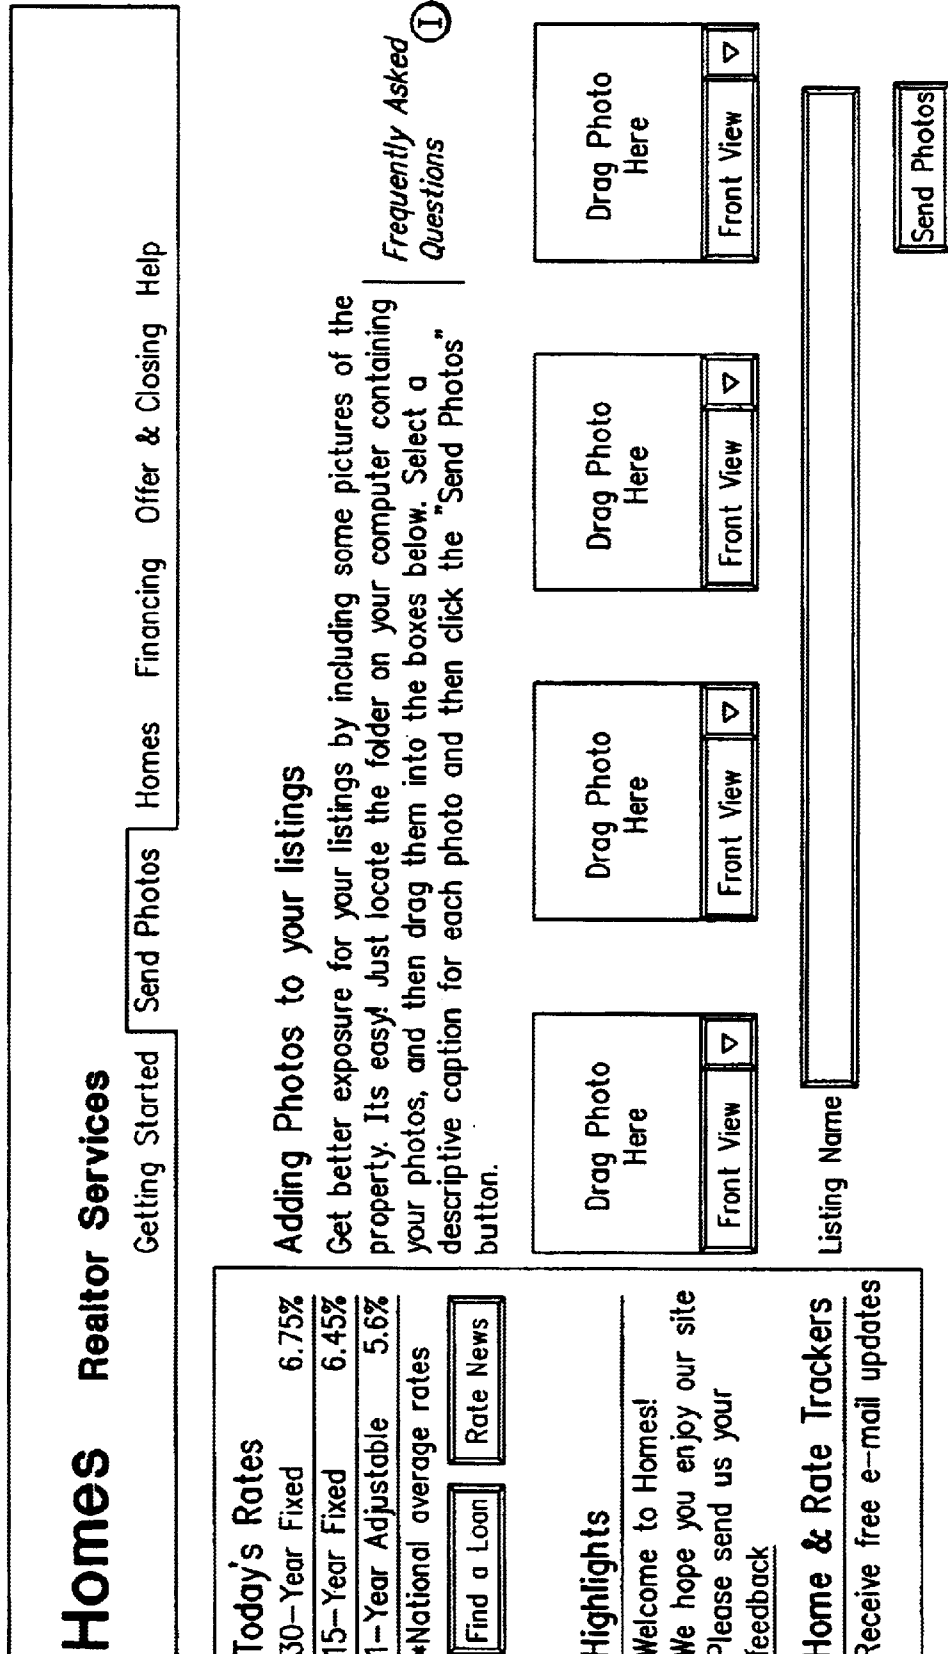 Homes Realtor Services
Getting Started Send Photos Homes Financing Offer & Closing Help
Today's Rates
30-Year Fixed 6.75%
15-Year Fixed 6.45%
1-Year Adjustable 5.6%
*National average rates
Find a Loan Rate News
Highlights
Welcome to Homes!
We hope you enjoy our site
Please send us your
feedback
Home & Rate Trackers
Receive free e-mail updates
Adding Photos to your listings
Get better exposure for your listings by including some pictures of the
property. Its easy! Just locate the folder on your computer containing
your photos, and then drag them into the boxes below. Select a
descriptive caption for each photo and then click the "Send Photos"
button.
Frequently Asked
Questions
I
Drag Photo
Here
Front View
Drag Photo
Here
Front View
Drag Photo
Here
Front View
Drag Photo
Here
Front View
Listing Name
Send Photos